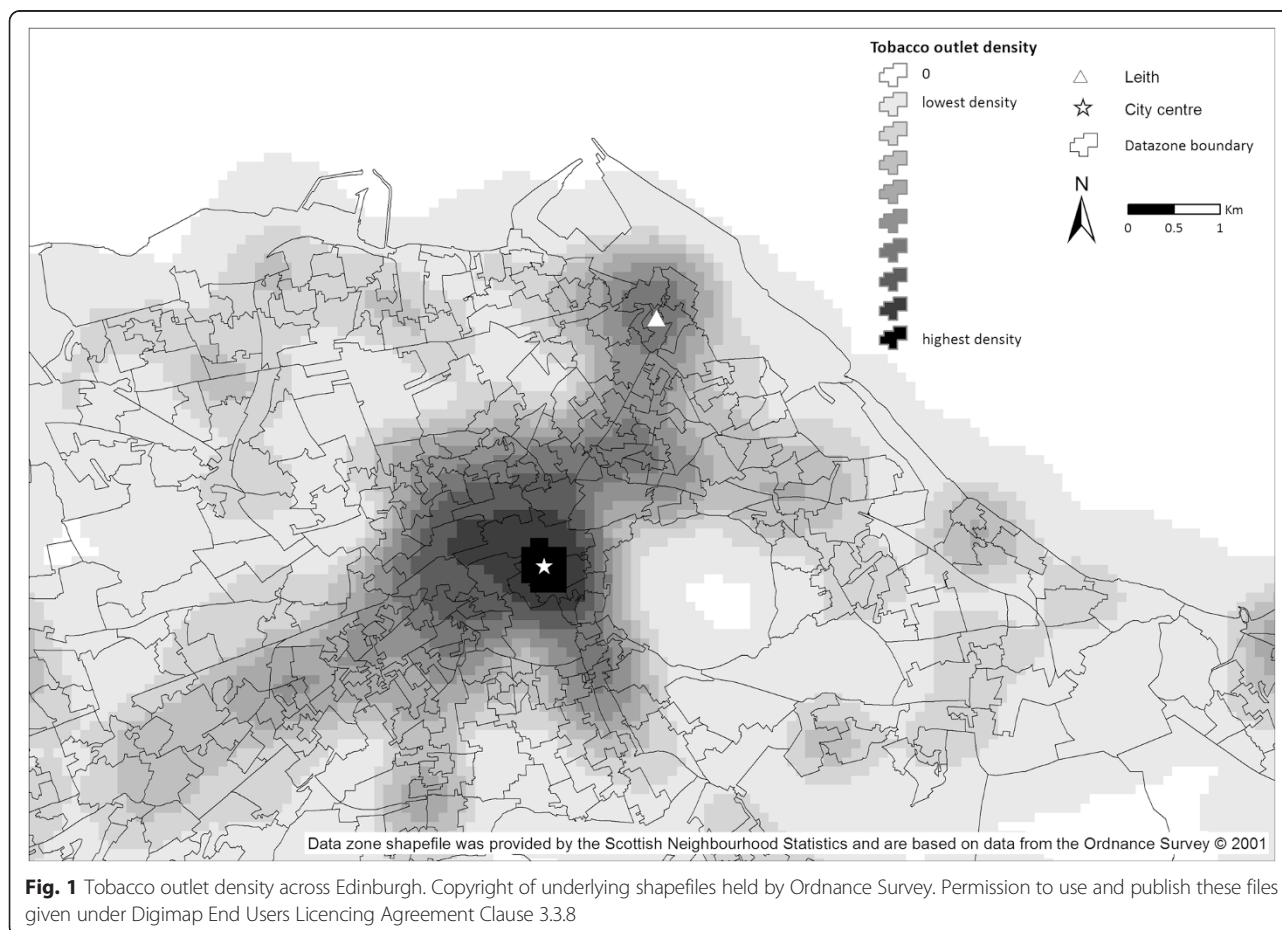 Tobacco outlet density
0
lowest density
highest density
Leith
City centre
Datazone boundary
N
Km
0 0.5 1
Data zone shapefile was provided by the Scottish Neighbourhood Statistics and are based on data from the Ordnance Survey © 2001
Fig. 1 Tobacco outlet density across Edinburgh. Copyright of underlying shapefiles held by Ordnance Survey. Permission to use and publish these files
given under Digimap End Users Licencing Agreement Clause 3.3.8